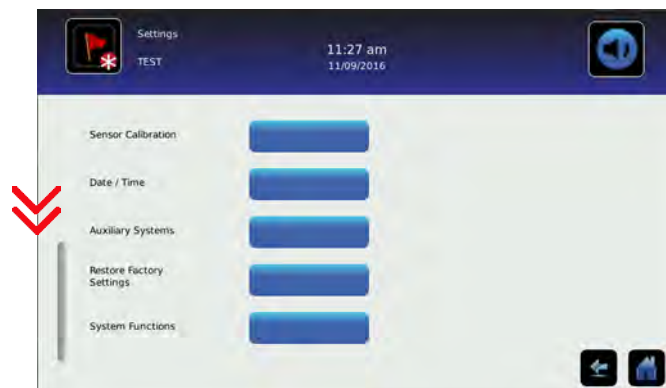 Settings
TEST
11:27 am
11/09/2016
Sensor Calibration
Date / Time
Auxiliary Systems
Restore Factory
Settings
System Functions